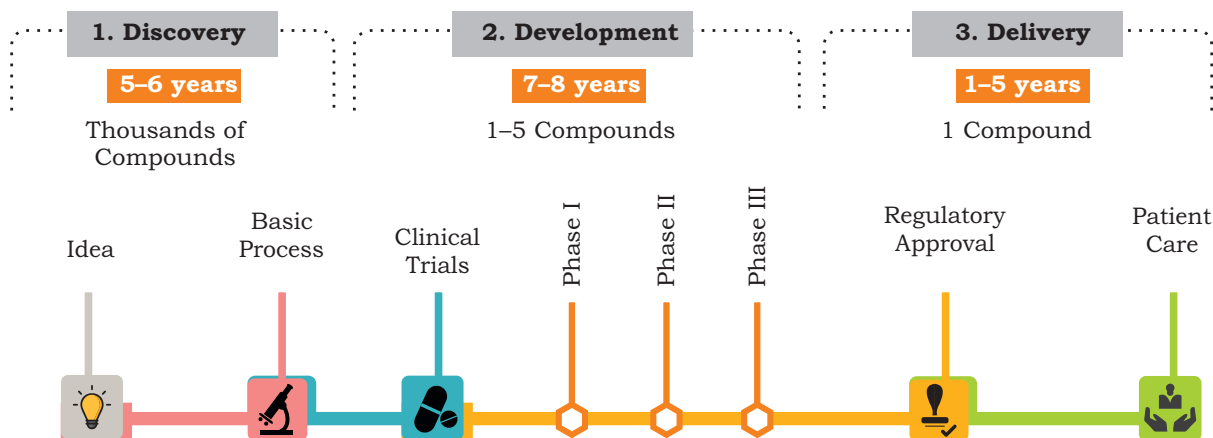 1. Discovery
5–6 years
Thousands of
Compounds
2. Development
7–8 years
1–5 Compounds
3. Delivery
1–5 years
1 Compound
Idea
Basic
Process
Clinical
Trials
Phase I
Phase II
Phase III
Regulatory
Approval
Patient
Care